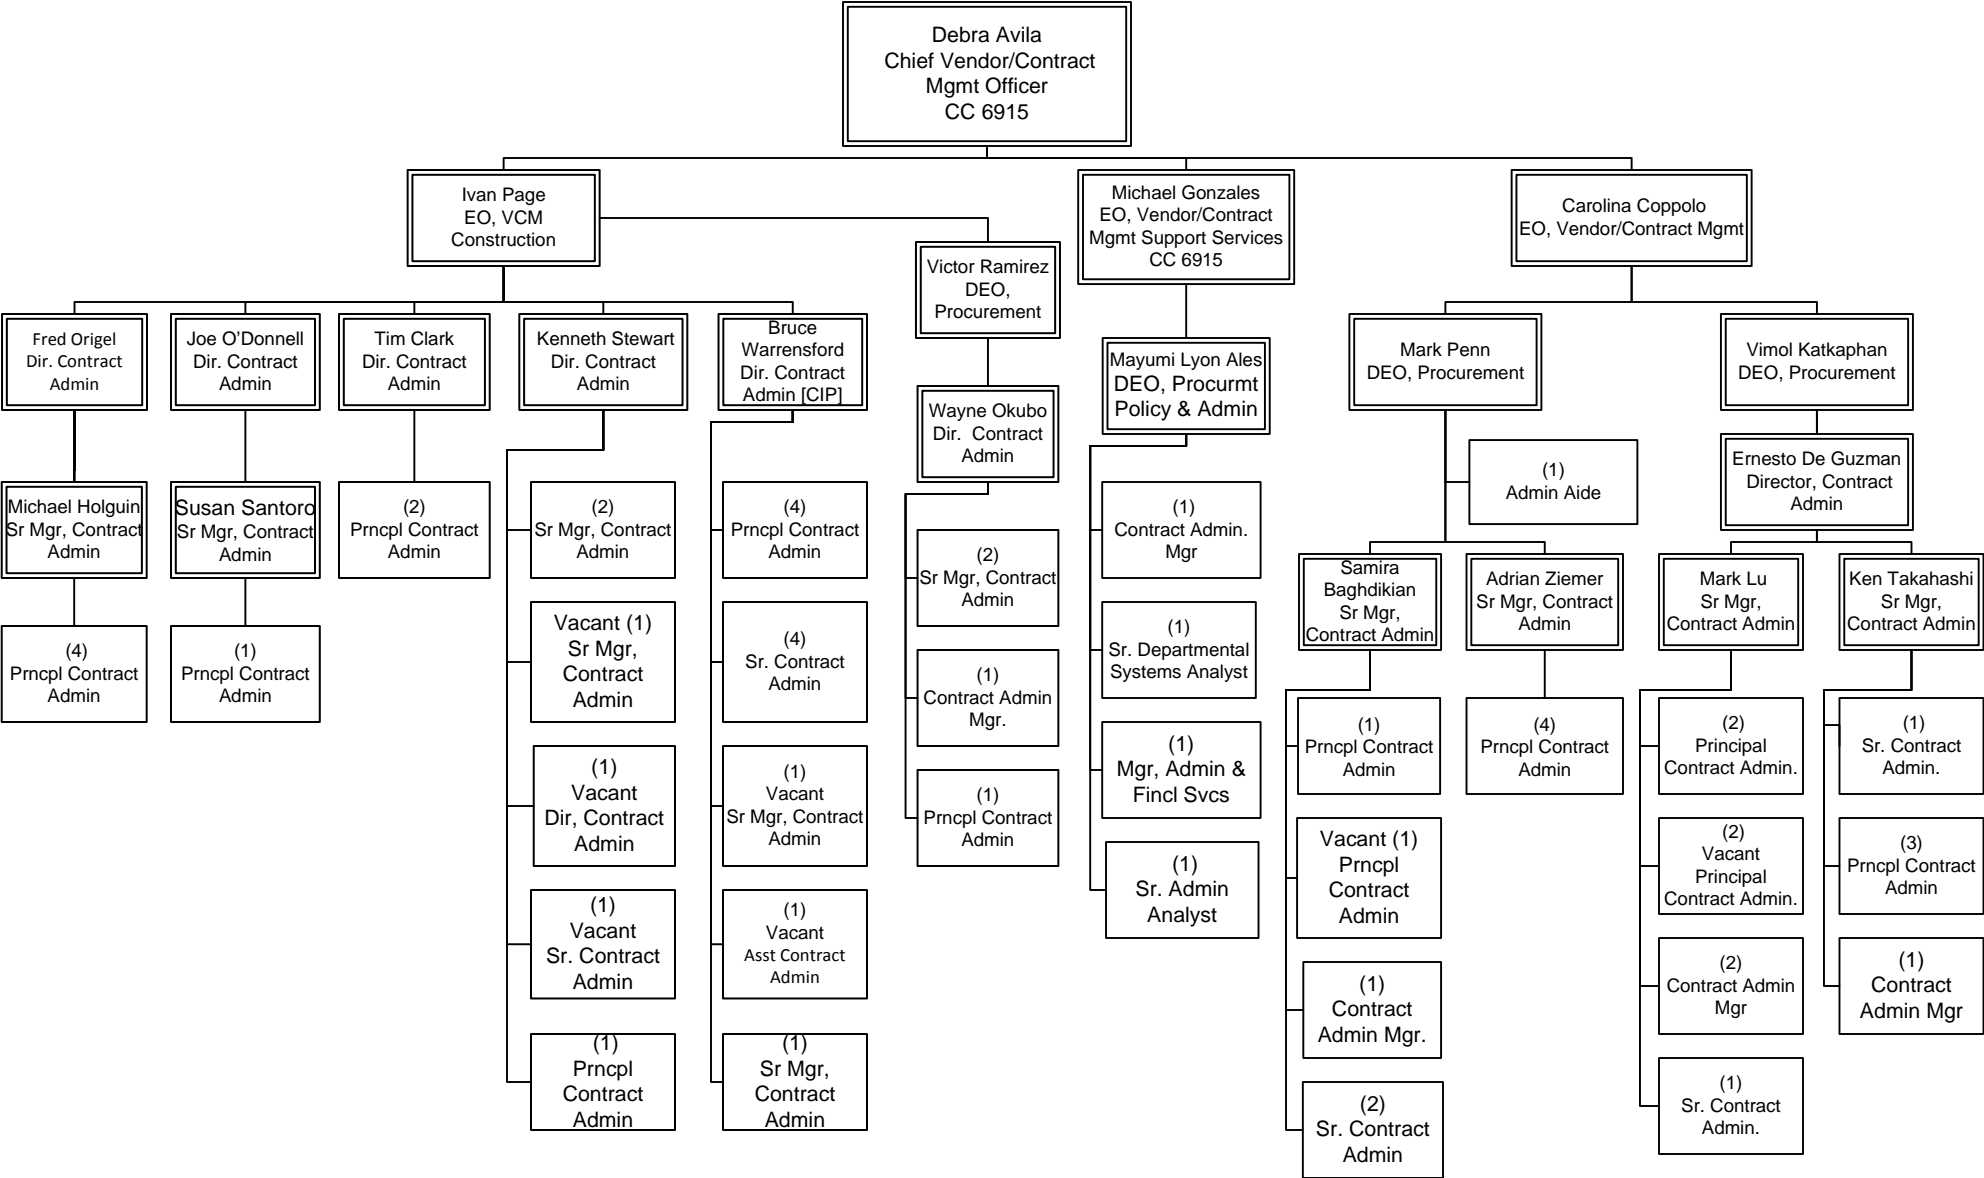 Debra Avila
Chief Vendor/Contract
Mgmt Officer
CC 6915
Ivan Page
EO, VCM
Construction
Michael Gonzales
EO, Vendor/Contract
Mgmt Support Services
CC 6915
Carolina Coppolo
EO, Vendor/Contract Mgmt
Victor Ramirez
DEO,
Procurement
Fred Origel
Dir. Contract
Admin
Joe O'Donnell
Dir. Contract
Admin
Tim Clark
Dir. Contract
Admin
Kenneth Stewart
Dir. Contract
Admin
Bruce
Warrensford
Dir. Contract
Admin [CIP]
Wayne Okubo
Dir.  Contract
Admin
Mayumi Lyon Ales
DEO, Procurmt
Policy & Admin
Mark Penn
DEO, Procurement
Vimol Katkaphan
DEO, Procurement
(1)
Admin Aide
Ernesto De Guzman
Director, Contract
Admin
Michael Holguin
Sr Mgr, Contract
Admin
Susan Santoro
Sr Mgr, Contract
Admin
(2)
Prncpl Contract
Admin
(2)
Sr Mgr, Contract
Admin
(4)
Prncpl Contract
Admin
(2)
Sr Mgr, Contract
Admin
(1)
Contract Admin.
Mgr
Samira
Baghdikian
Sr Mgr,
Contract Admin
Adrian Ziemer
Sr Mgr, Contract
Admin
Mark Lu
Sr Mgr,
Contract Admin
Ken Takahashi
Sr Mgr,
Contract Admin
(4)
Prncpl Contract
Admin
(1)
Prncpl Contract
Admin
Vacant (1)
Sr Mgr,
Contract
Admin
(4)
Sr. Contract
Admin
(1)
Contract Admin
Mgr.
(1)
Sr. Departmental
Systems Analyst
(1)
Prncpl Contract
Admin
(4)
Prncpl Contract
Admin
(2)
Principal
Contract Admin.
(1)
Sr. Contract
Admin.
(1)
Vacant
Dir, Contract
Admin
(1)
Vacant
Sr Mgr, Contract
Admin
(1)
Prncpl Contract
Admin
(1)
Mgr, Admin &
Fincl Svcs
Vacant (1)
Prncpl
Contract
Admin
(2)
Vacant
Principal
Contract Admin.
(3)
Prncpl Contract
Admin
(1)
Vacant
Sr. Contract
Admin
(1)
Vacant
Asst Contract
Admin
(1)
Sr. Admin
Analyst
(1)
Contract
Admin Mgr.
(2)
Contract Admin
Mgr
(1)
Contract
Admin Mgr
(1)
Prncpl
Contract
Admin
(1)
Sr Mgr,
Contract
Admin
(2)
Sr. Contract
Admin
(1)
Sr. Contract
Admin.